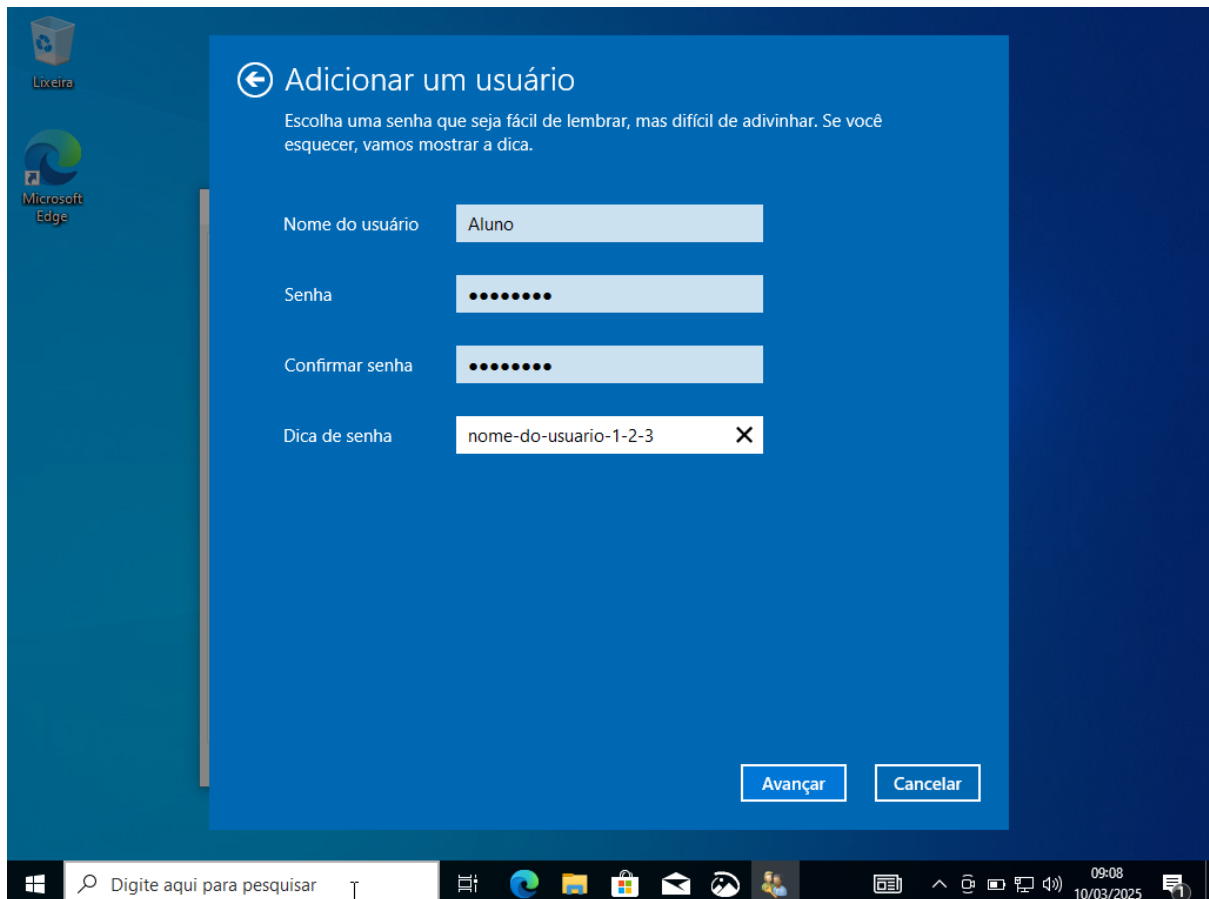 Lixeira
Microsoft
Edge
Adicionar um usuário
Escolha uma senha que seja fácil de lembrar, mas difícil de adivinhar. Se você
esquecer, vamos mostrar a dica.
Nome do usuário Aluno
Senha ●●●●●●●●
Confirmar senha ●●●●●●●●
Dica de senha nome-do-usuario-1-2-3
Avançar Cancelar
Digite aqui para pesquisar
09:08
10/03/2025
1